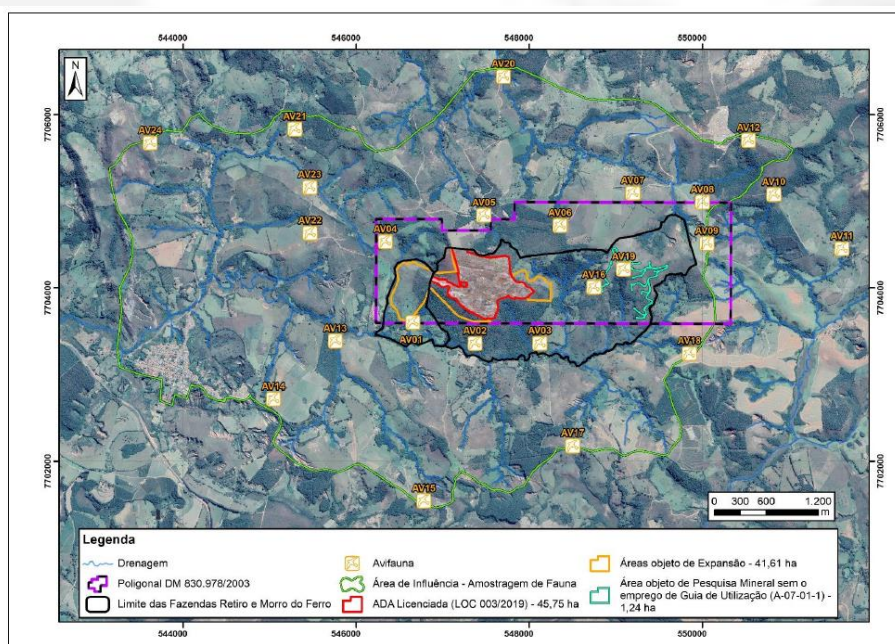 544000 546000 548000 550000
N
AV20
7706000 7706000
AV24 AV21 AV12
AV23 AV07 AV10
AV05 AV08
AV22 AV04 AV06 AV09 AV11
AV19
AV16
7704000 7704000
AV13 AV01 AV02 AV03 AV18
AV14
AV17
7702000 7702000
AV15
0 300 600 1.200
m
Legenda
Drenagem
Poligonal DM 830.978/2003
Limite das Fazendas Retiro e Morro do Ferro
Avifauna
Área de Influência - Amostragem de Fauna
ADA Licenciada (LOC 003/2019) - 45,75 ha
Áreas objeto de Expansão - 41,61 ha
Área objeto de Pesquisa Mineral sem o
emprego de Guia de Utilização (A-07-01-1) -
1,24 ha
544000 546000 548000 550000